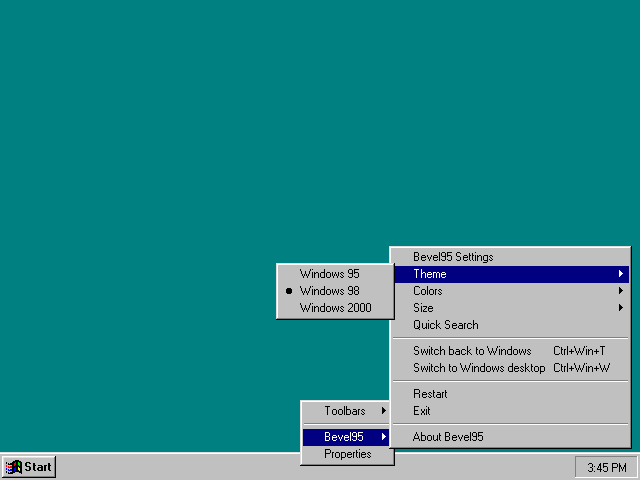 Bevel95 Settings
Theme
Colors
Size
Quick Search
Switch back to Windows Ctrl+Win+T
Switch to Windows desktop Ctrl+Win+W
Restart
Exit
About Bevel95
Windows 95
Windows 98
Windows 2000
Toolbars
Bevel95
Properties
Start
3:45 PM